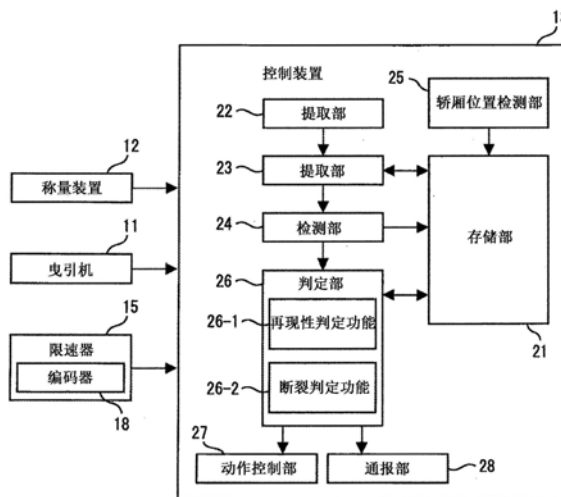 控制装置
25
22
提取部
轿厢位置检测部
12
23
称量装置
提取部
24
检测部
存储部
11
26
曳引机
判定部
15
26-1
再现性判定功能
限速器
21
编码器
26-2
断裂判定功能
18
27
动作控制部
通报部
28